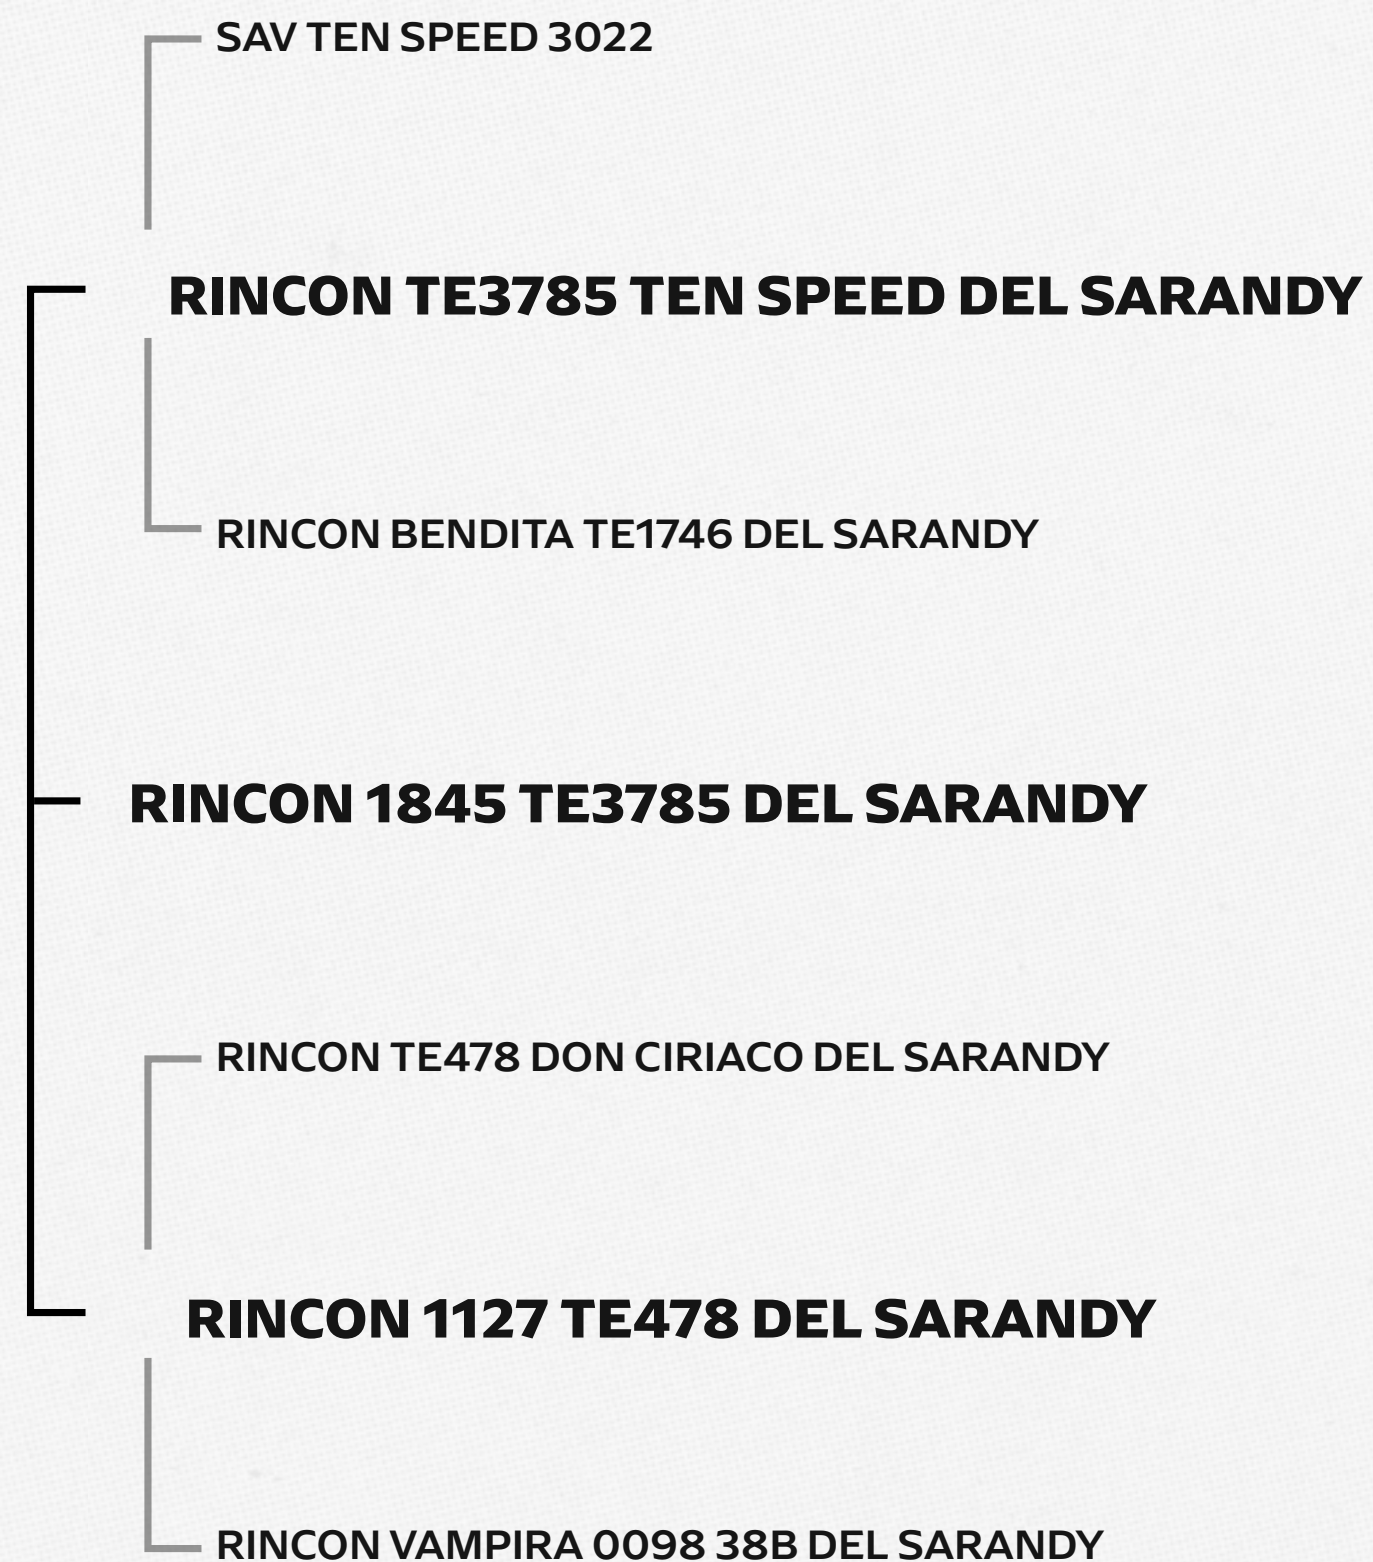 SAV TEN SPEED 3022
RINCON TE3785 TEN SPEED DEL SARANDY
RINCON BENDITA TE1746 DEL SARANDY
RINCON 1845 TE3785 DEL SARANDY
RINCON TE478 DON CIRIACO DEL SARANDY
RINCON 1127 TE478 DEL SARANDY
RINCON VAMPIRA 0098 38B DEL SARANDY